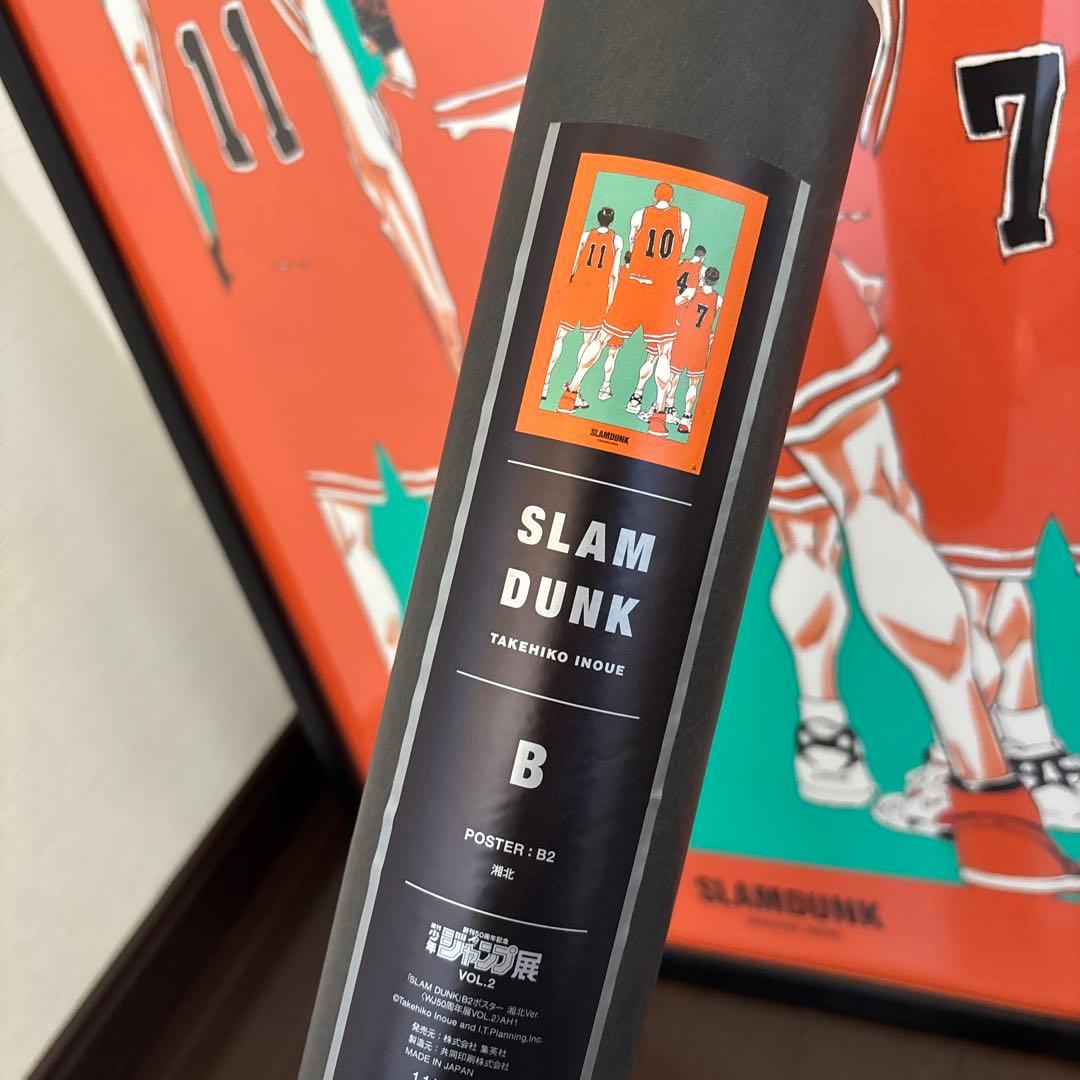 11
7
11
10
4
7
SLAMDUNK
SLAM
DUNK
TAKEHIKO INOUE
B
POSTER : B2
湘北
創刊50周年記念
週刊
少年
ジャンプ展
VOL.2
「SLAM DUNK」B2ポスター 湘北Ver.
〈WJ50周年展VOL.2〉AH1
©Takehiko Inoue and I.T.Planning,Inc.
発売元：株式会社 集英社
製造元：共同印刷株式会社
MADE IN JAPAN
SLAMDUNK